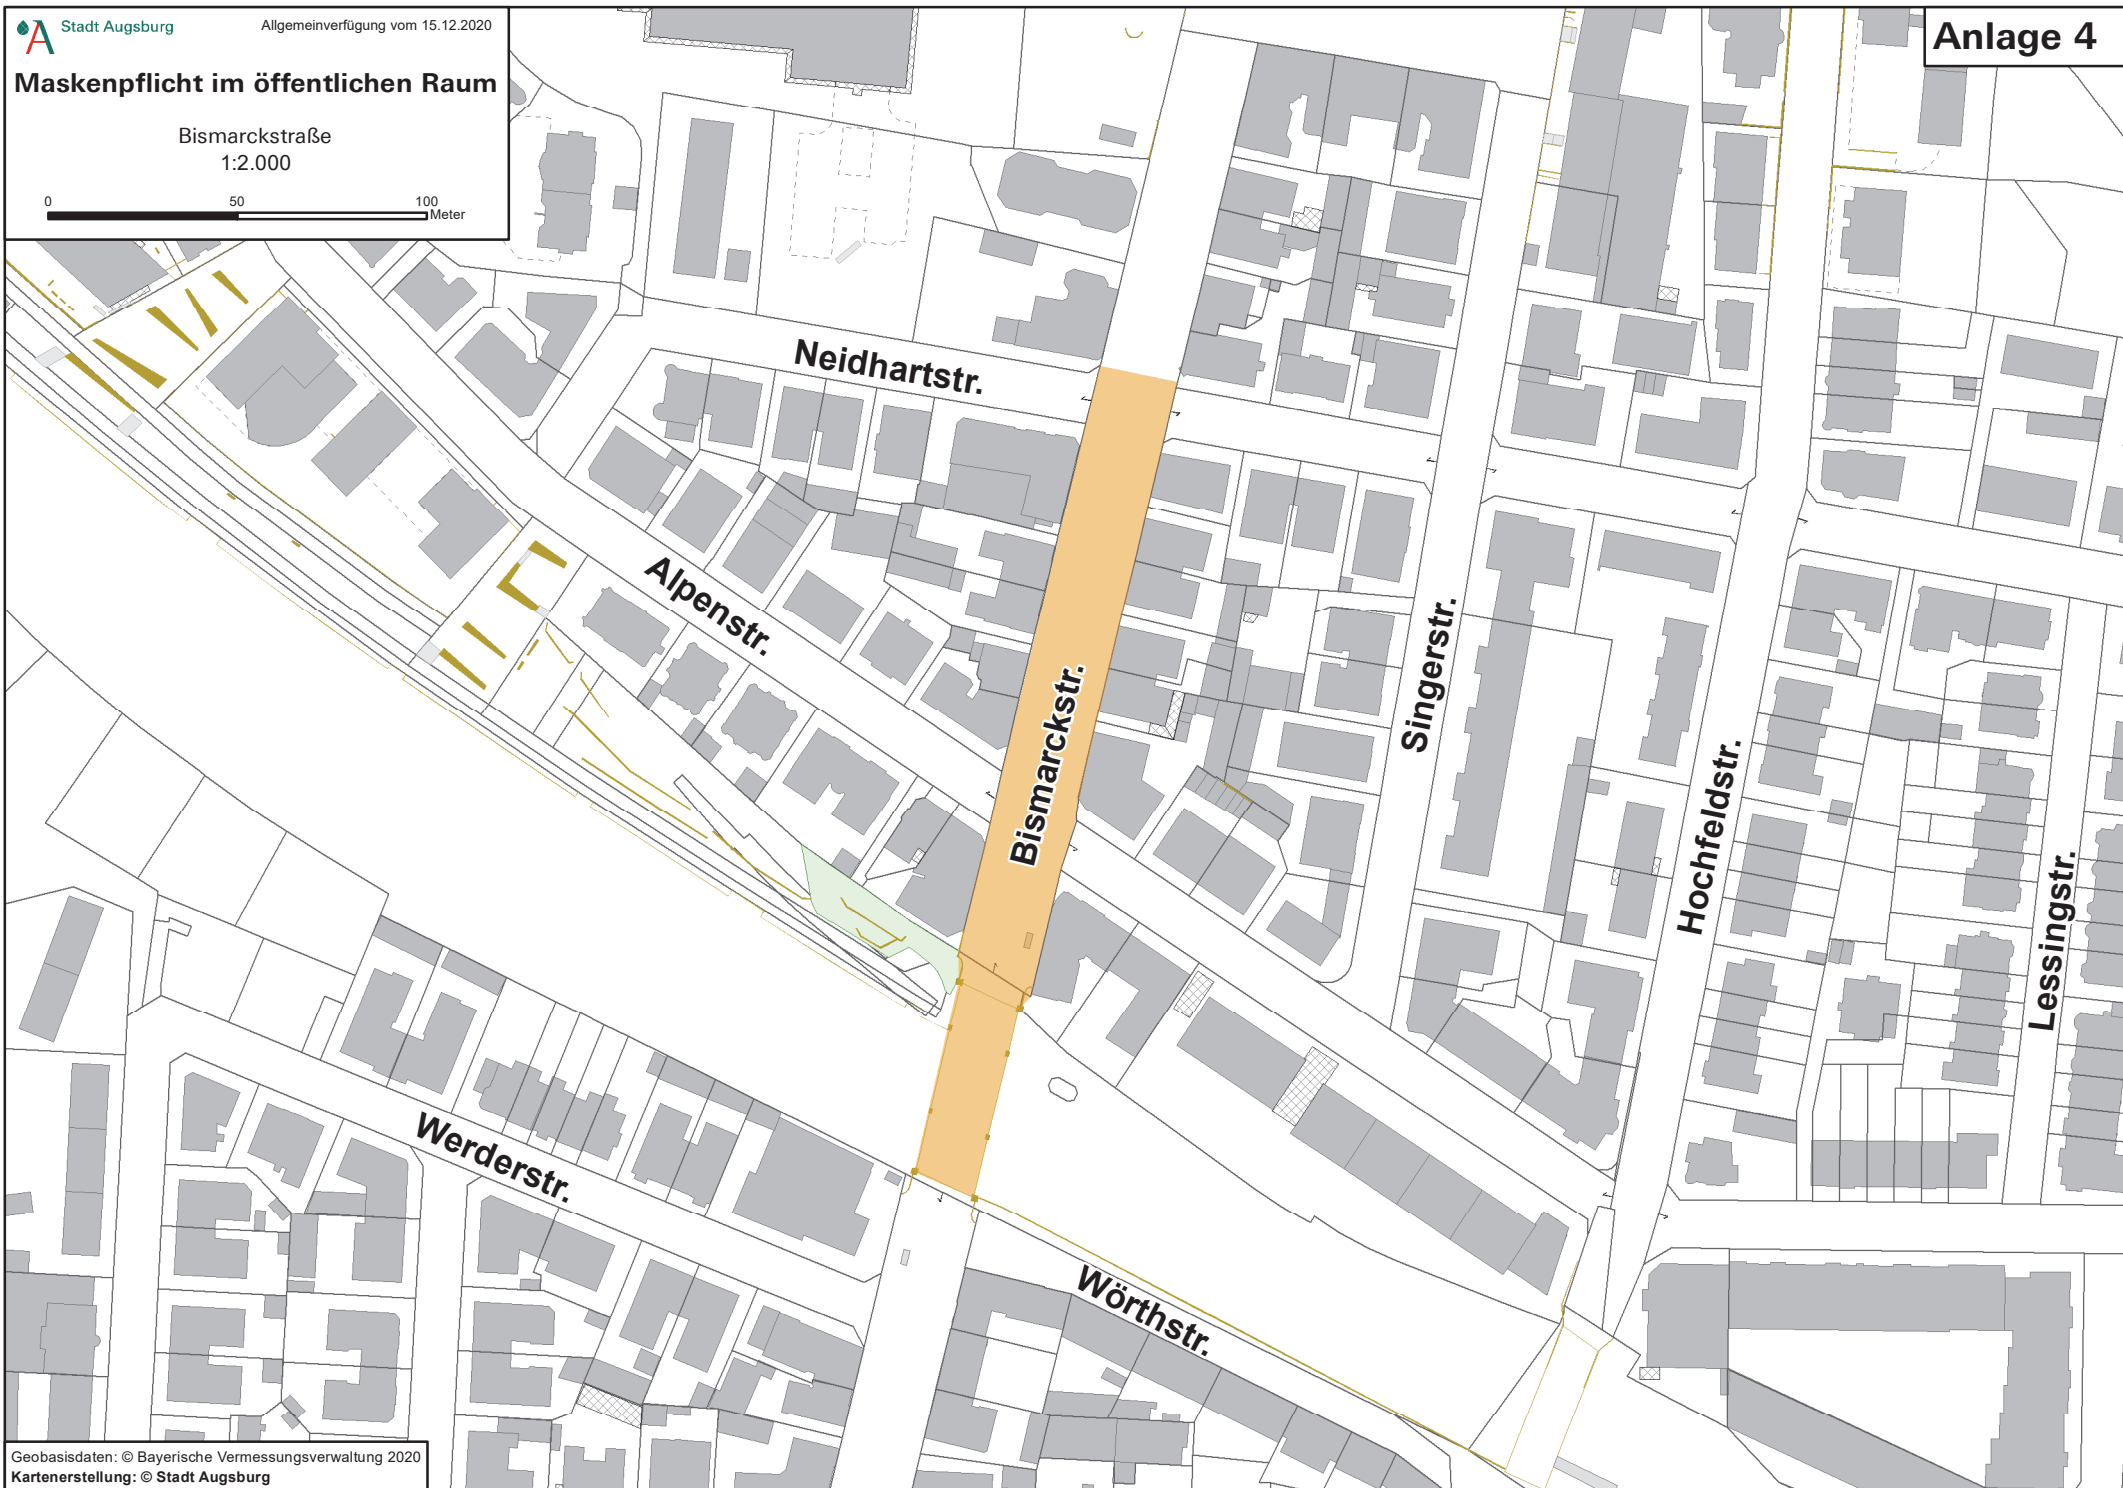 Stadt Augsburg
Allgemeinverfügung vom 15.12.2020
Maskenpflicht im öffentlichen Raum
Bismarckstraße
1:2.000
0 50 100
Meter
Anlage 4
Neidhartstr.
Alpenstr.
Bismarckstr.
Singerstr.
Hochfeldstr.
Lessingstr.
Werderstr.
Wörthstr.
Geobasisdaten: © Bayerische Vermessungsverwaltung 2020
Kartenerstellung: © Stadt Augsburg